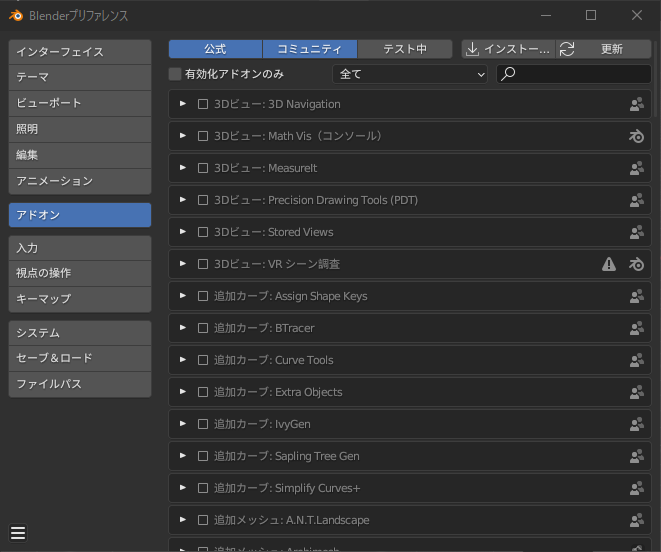 Blenderプリファレンス
インターフェイス
テーマ
ビューポート
照明
編集
アニメーション
アドオン
入力
視点の操作
キーマップ
システム
セーブ＆ロード
ファイルパス
公式 コミュニティ テスト中 インストー... 更新
有効化アドオンのみ 全て
3Dビュー: 3D Navigation
3Dビュー: Math Vis（コンソール）
3Dビュー: MeasureIt
3Dビュー: Precision Drawing Tools (PDT)
3Dビュー: Stored Views
3Dビュー: VR シーン調査
追加カーブ: Assign Shape Keys
追加カーブ: BTracer
追加カーブ: Curve Tools
追加カーブ: Extra Objects
追加カーブ: IvyGen
追加カーブ: Sapling Tree Gen
追加カーブ: Simplify Curves+
追加メッシュ: A.N.T.Landscape
追加メッシュ: Archimesh